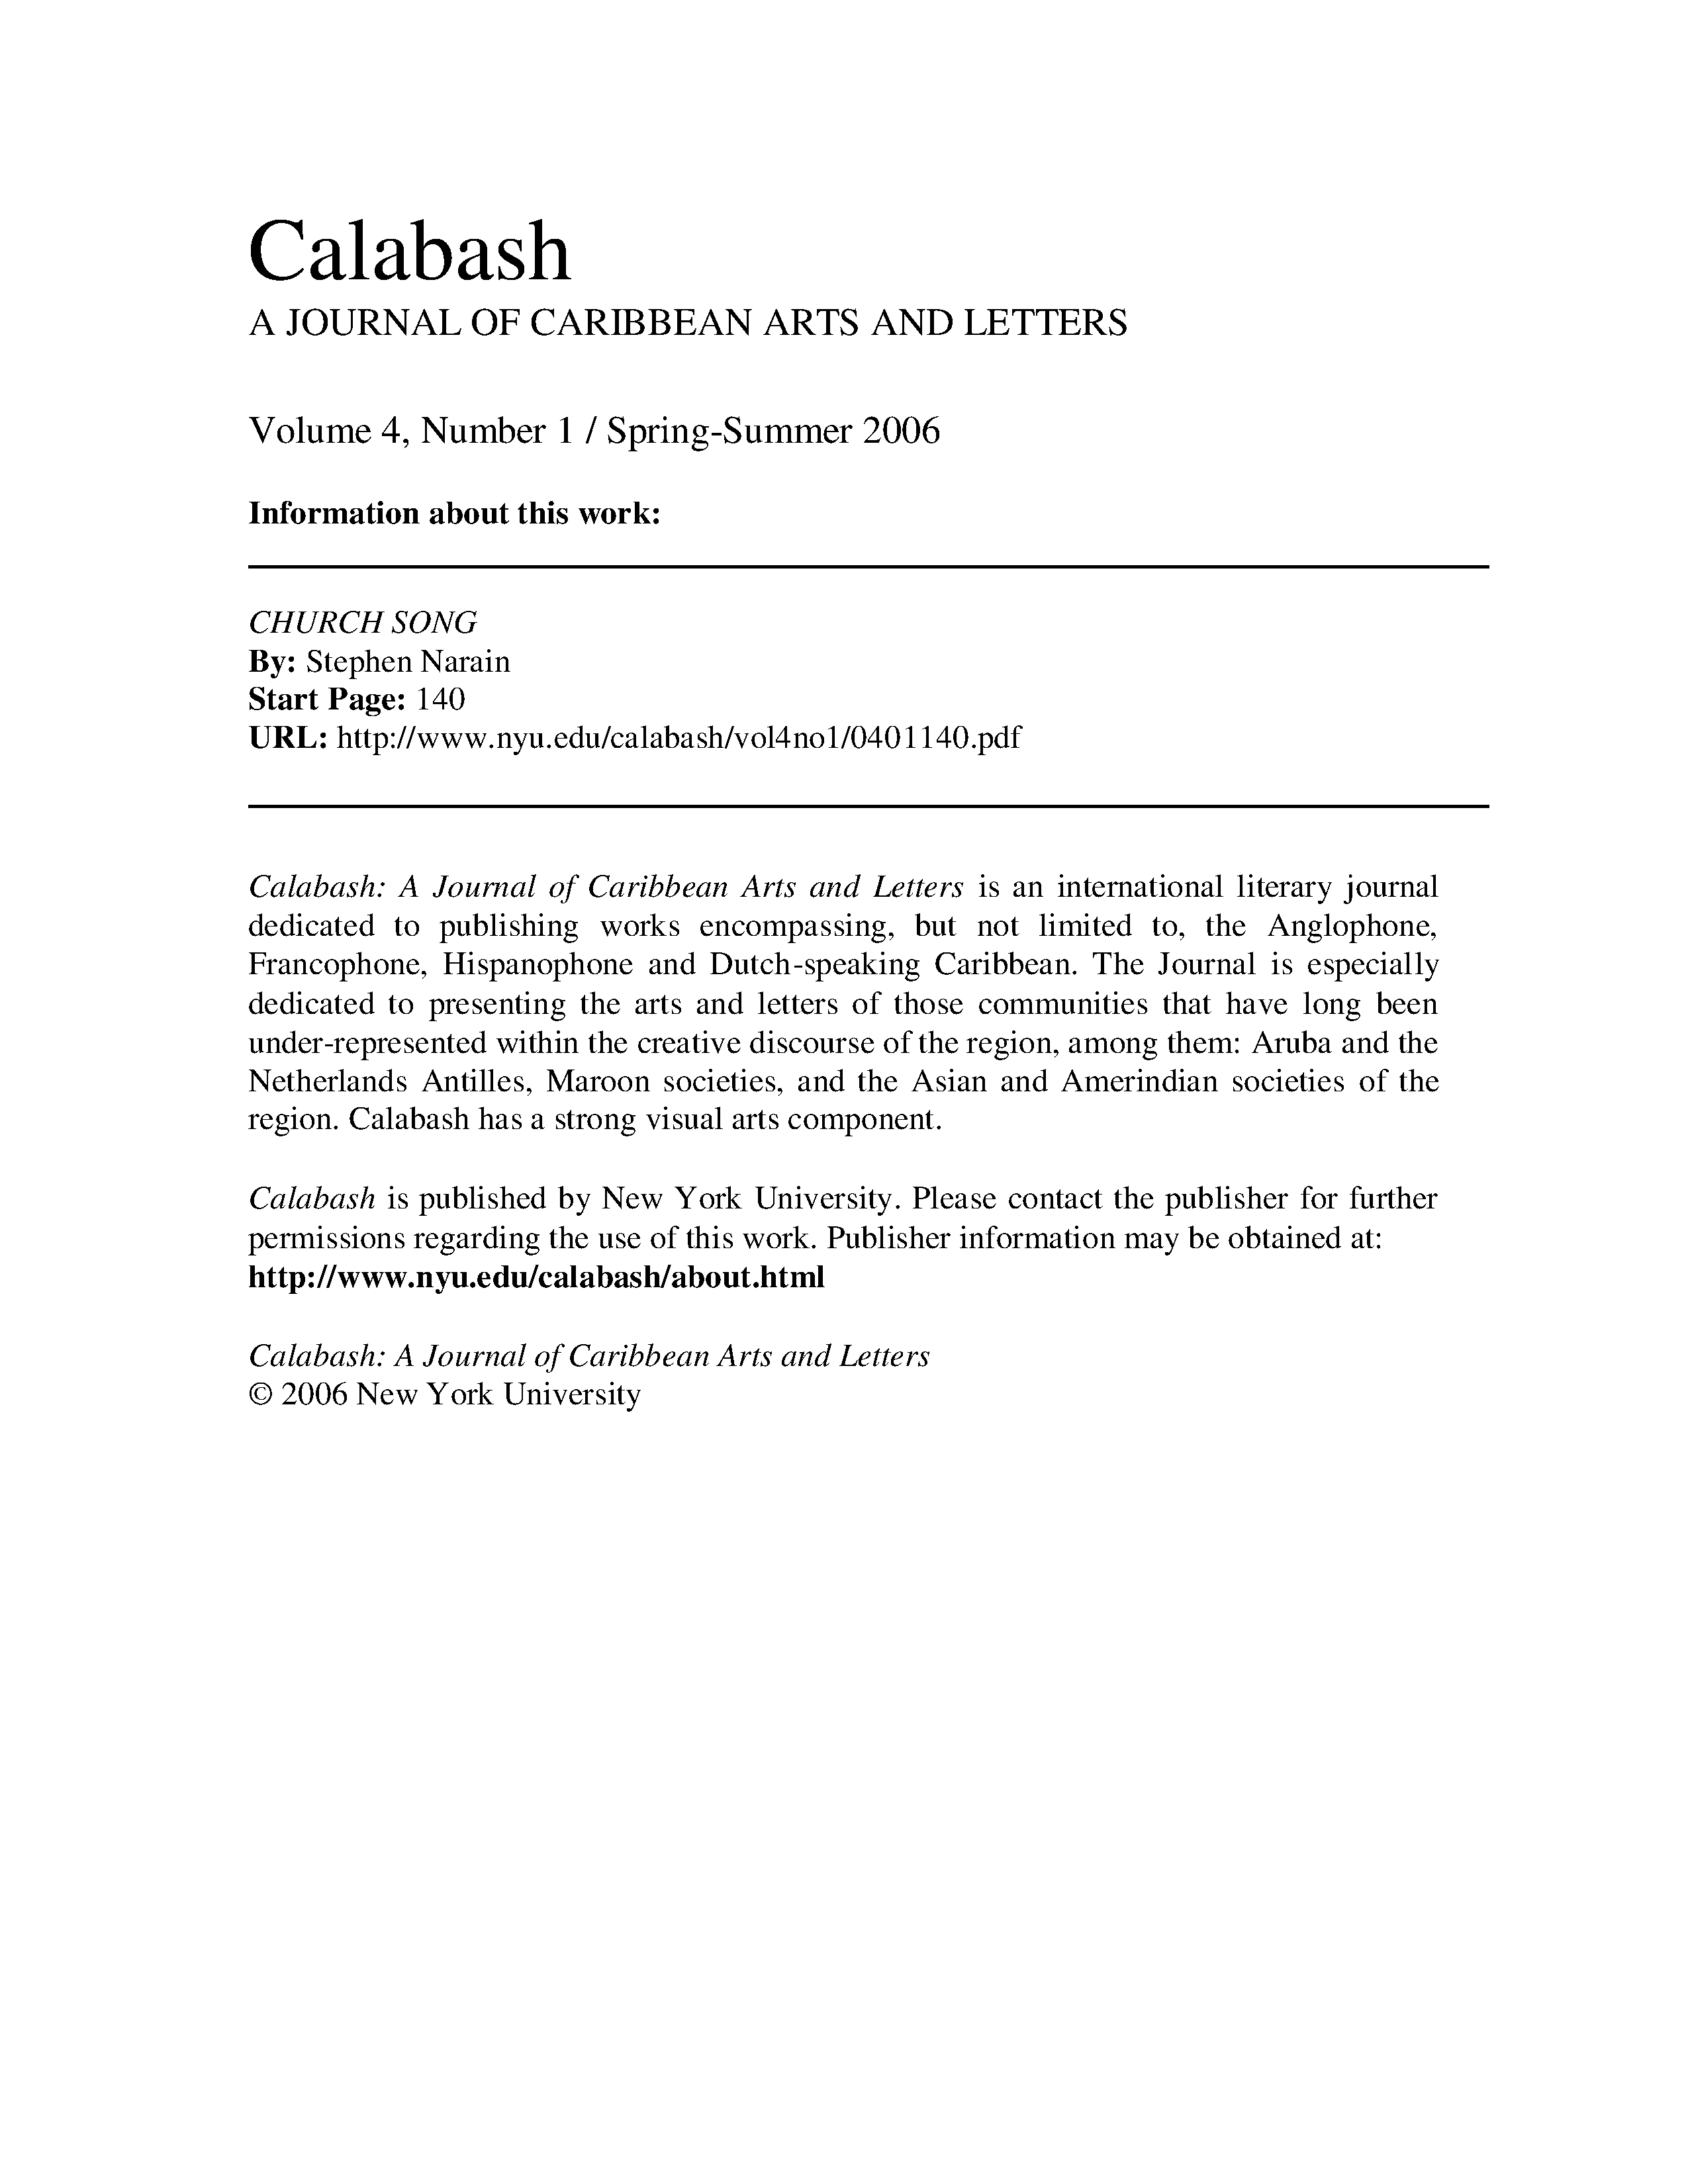 Calabash
A JOURNAL OF CARIBBEAN ARTS AND LETTERS
Volume 4, Number 1 / Spring-Summer 2006
Information about this work:
CHURCH SONG
By: Stephen Narain
Start Page: 140
URL: http://www.nyu.edu/calabash/vol4no1/0401140.pdf
Calabash: A Journal of Caribbean Arts and Letters is an international literary journal
dedicated to publishing works encompassing, but not limited to, the Anglophone,
Francophone, Hispanophone and Dutch-speaking Caribbean. The Journal is especially
dedicated to presenting the arts and letters of those communities that have long been
under-represented within the creative discourse of the region, among them: Aruba and the
Netherlands Antilles, Maroon societies, and the Asian and Amerindian societies of the
region. Calabash has a strong visual arts component.
Calabash is published by New York University. Please contact the publisher for further
permissions regarding the use of this work. Publisher information may be obtained at:
http://www.nyu.edu/calabash/about.html
Calabash: A Journal of Caribbean Arts and Letters
© 2006 New York University